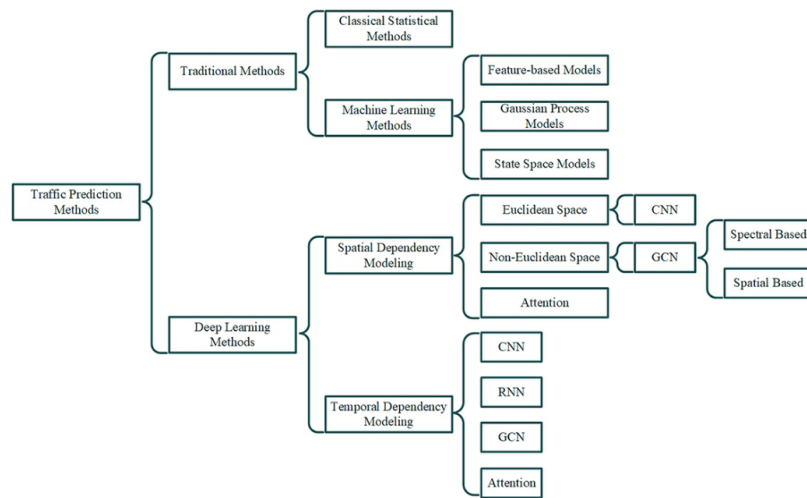 Classical Statistical
Methods
Traditional Methods
Feature-based Models
Machine Learning
Methods
Gaussian Process
Models
State Space Models
Traffic Prediction
Methods
Euclidean Space
CNN
Spectral Based
Spatial Dependency
Modeling
Non-Euclidean Space
GCN
Spatial Based
Attention
Deep Learning
Methods
CNN
RNN
Temporal Dependency
Modeling
GCN
Attention